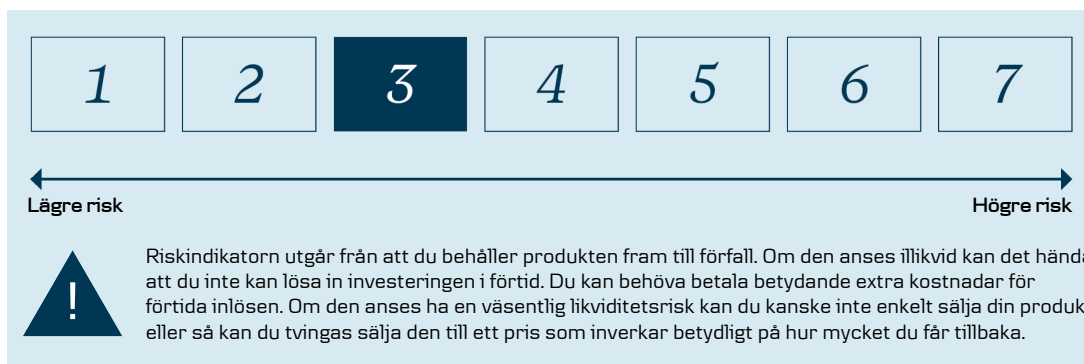 1 2 3 4 5 6 7
Lägre risk Högre risk
Riskindikatorn utgår från att du behåller produkten fram till förfall. Om den anses illikvid kan det hända
att du inte kan lösa in investeringen i förtid. Du kan behöva betala betydande extra kostnadar för
förtida inlösen. Om den anses ha en väsentlig likviditetsrisk kan du kanske inte enkelt sälja din produk
eller så kan du tvingas sälja den till ett pris som inverkar betydligt på hur mycket du får tillbaka.
!